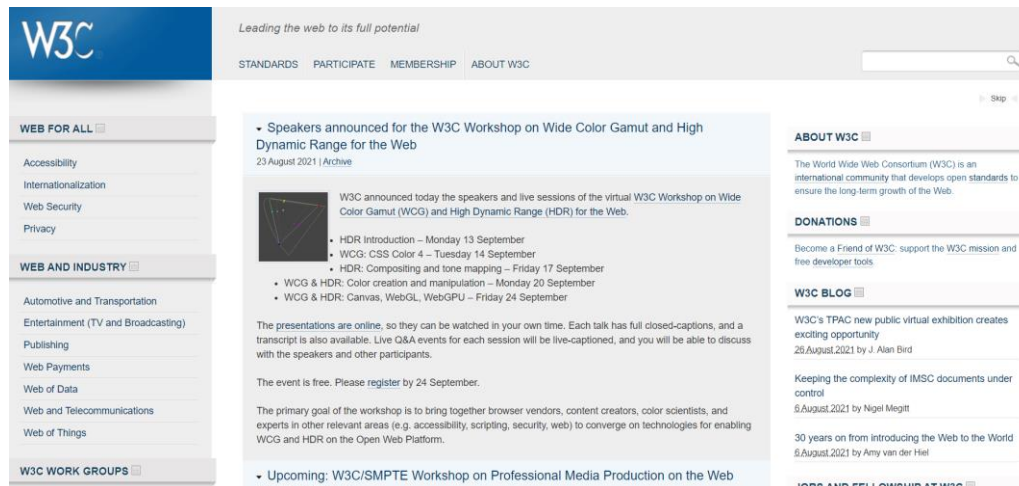 W3C
Leading the web to its full potential
STANDARDS PARTICIPATE MEMBERSHIP ABOUT W3C
Skip
WEB FOR ALL
Accessibility
Internationalization
Web Security
Privacy
WEB AND INDUSTRY
Automotive and Transportation
Entertainment (TV and Broadcasting)
Publishing
Web Payments
Web of Data
Web and Telecommunications
Web of Things
W3C WORK GROUPS
Speakers announced for the W3C Workshop on Wide Color Gamut and High
Dynamic Range for the Web
23 August 2021 | Archive
W3C announced today the speakers and live sessions of the virtual W3C Workshop on Wide
Color Gamut (WCG) and High Dynamic Range (HDR) for the Web.
• HDR Introduction – Monday 13 September
• WCG: CSS Color 4 – Tuesday 14 September
• HDR: Compositing and tone mapping – Friday 17 September
• WCG & HDR: Color creation and manipulation – Monday 20 September
• WCG & HDR: Canvas, WebGL, WebGPU – Friday 24 September
The presentations are online, so they can be watched in your own time. Each talk has full closed-captions, and a
transcript is also available. Live Q&A events for each session will be live-captioned, and you will be able to discuss
with the speakers and other participants.
The event is free. Please register by 24 September.
The primary goal of the workshop is to bring together browser vendors, content creators, color scientists, and
experts in other relevant areas (e.g. accessibility, scripting, security, web) to converge on technologies for enabling
WCG and HDR on the Open Web Platform.
Upcoming: W3C/SMPTE Workshop on Professional Media Production on the Web
ABOUT W3C
The World Wide Web Consortium (W3C) is an
international community that develops open standards to
ensure the long-term growth of the Web.
DONATIONS
Become a Friend of W3C: support the W3C mission and
free developer tools.
W3C BLOG
W3C's TPAC new public virtual exhibition creates
exciting opportunity
26 August 2021 by J. Alan Bird
Keeping the complexity of IMSC documents under
control
6 August 2021 by Nigel Megitt
30 years on from introducing the Web to the World
6 August 2021 by Amy van der Hiel
JOBS AND FELLOWSHIP AT W3C